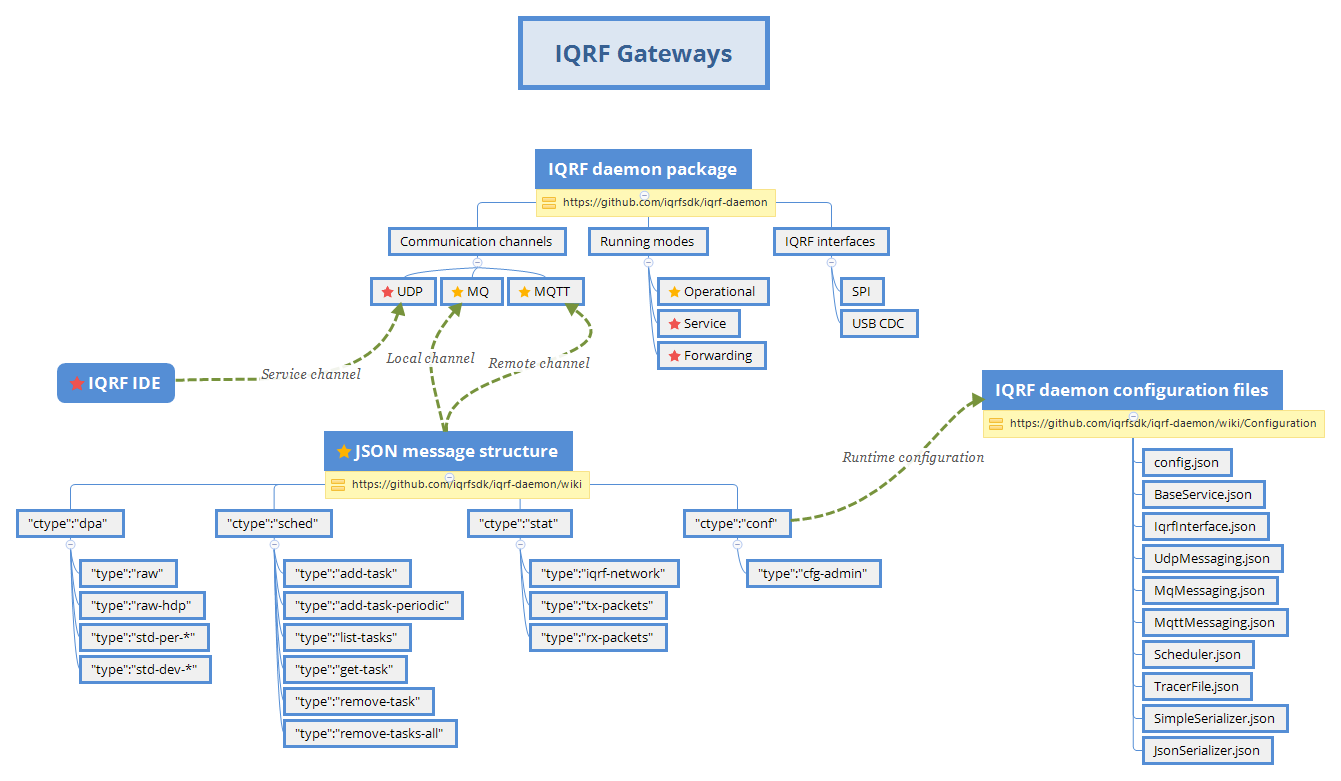 IQRF Gateways
IQRF daemon package
https://github.com/iqrfsdk/iqrf-daemon
Communication channels
Running modes
IQRF interfaces
UDP
MQ
MQTT
Operational
Service
Forwarding
SPI
USB CDC
Service channel
Local channel
Remote channel
IQRF IDE
JSON message structure
https://github.com/iqrfsdk/iqrf-daemon/wiki
"ctype":"dpa"
"type":"raw"
"type":"raw-hdp"
"type":"std-per-*"
"type":"std-dev-*"
"ctype":"sched"
"type":"add-task"
"type":"add-task-periodic"
"type":"list-tasks"
"type":"get-task"
"type":"remove-task"
"type":"remove-tasks-all"
"ctype":"stat"
"type":"iqrf-network"
"type":"tx-packets"
"type":"rx-packets"
"ctype":"conf"
"type":"cfg-admin"
Runtime configuration
IQRF daemon configuration files
https://github.com/iqrfsdk/iqrf-daemon/wiki/Configuration
config.json
BaseService.json
IqrfInterface.json
UdpMessaging.json
MqMessaging.json
MqttMessaging.json
Scheduler.json
TracerFile.json
SimpleSerializer.json
JsonSerializer.json